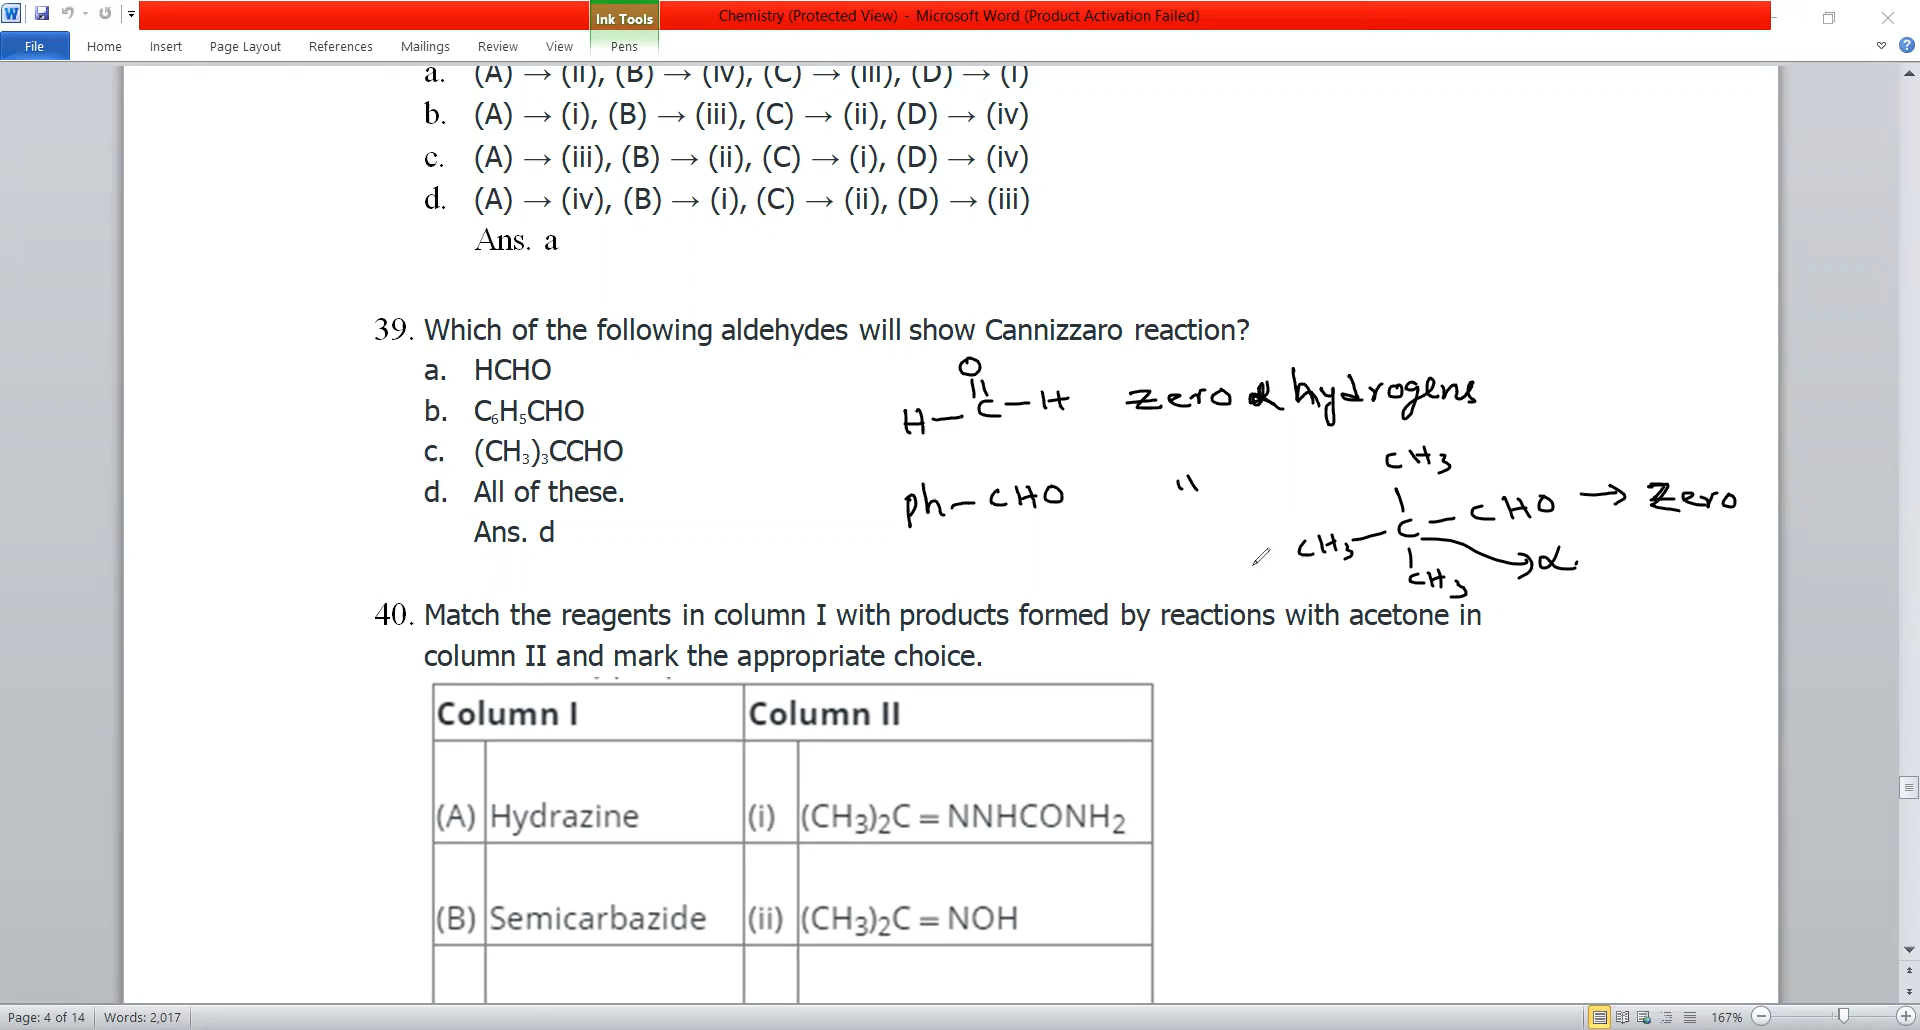 Ink Tools
Chemistry (Protected View) - Microsoft Word (Product Activation Failed)
File Home Insert Page Layout References Mailings Review View Pens
a. (A) → (ii), (B) → (iv), (C) → (iii), (D) → (i)
b. (A) → (i), (B) → (iii), (C) → (ii), (D) → (iv)
c. (A) → (iii), (B) → (ii), (C) → (i), (D) → (iv)
d. (A) → (iv), (B) → (i), (C) → (ii), (D) → (iii)
Ans. a
39. Which of the following aldehydes will show Cannizzaro reaction?
a. HCHO
b. C₆H₅CHO
c. (CH₃)₃CCHO
d. All of these.
Ans. d
O
H – C – H Zero α hydrogens
ph – CHO "
CH3
CH3 – C – CHO → Zero
CH3 α
40. Match the reagents in column I with products formed by reactions with acetone in
column II and mark the appropriate choice.
Column I Column II
(A) Hydrazine (i) (CH₃)₂C = NNHCONH₂
(B) Semicarbazide (ii) (CH₃)₂C = NOH
Page: 4 of 14 Words: 2,017 167%